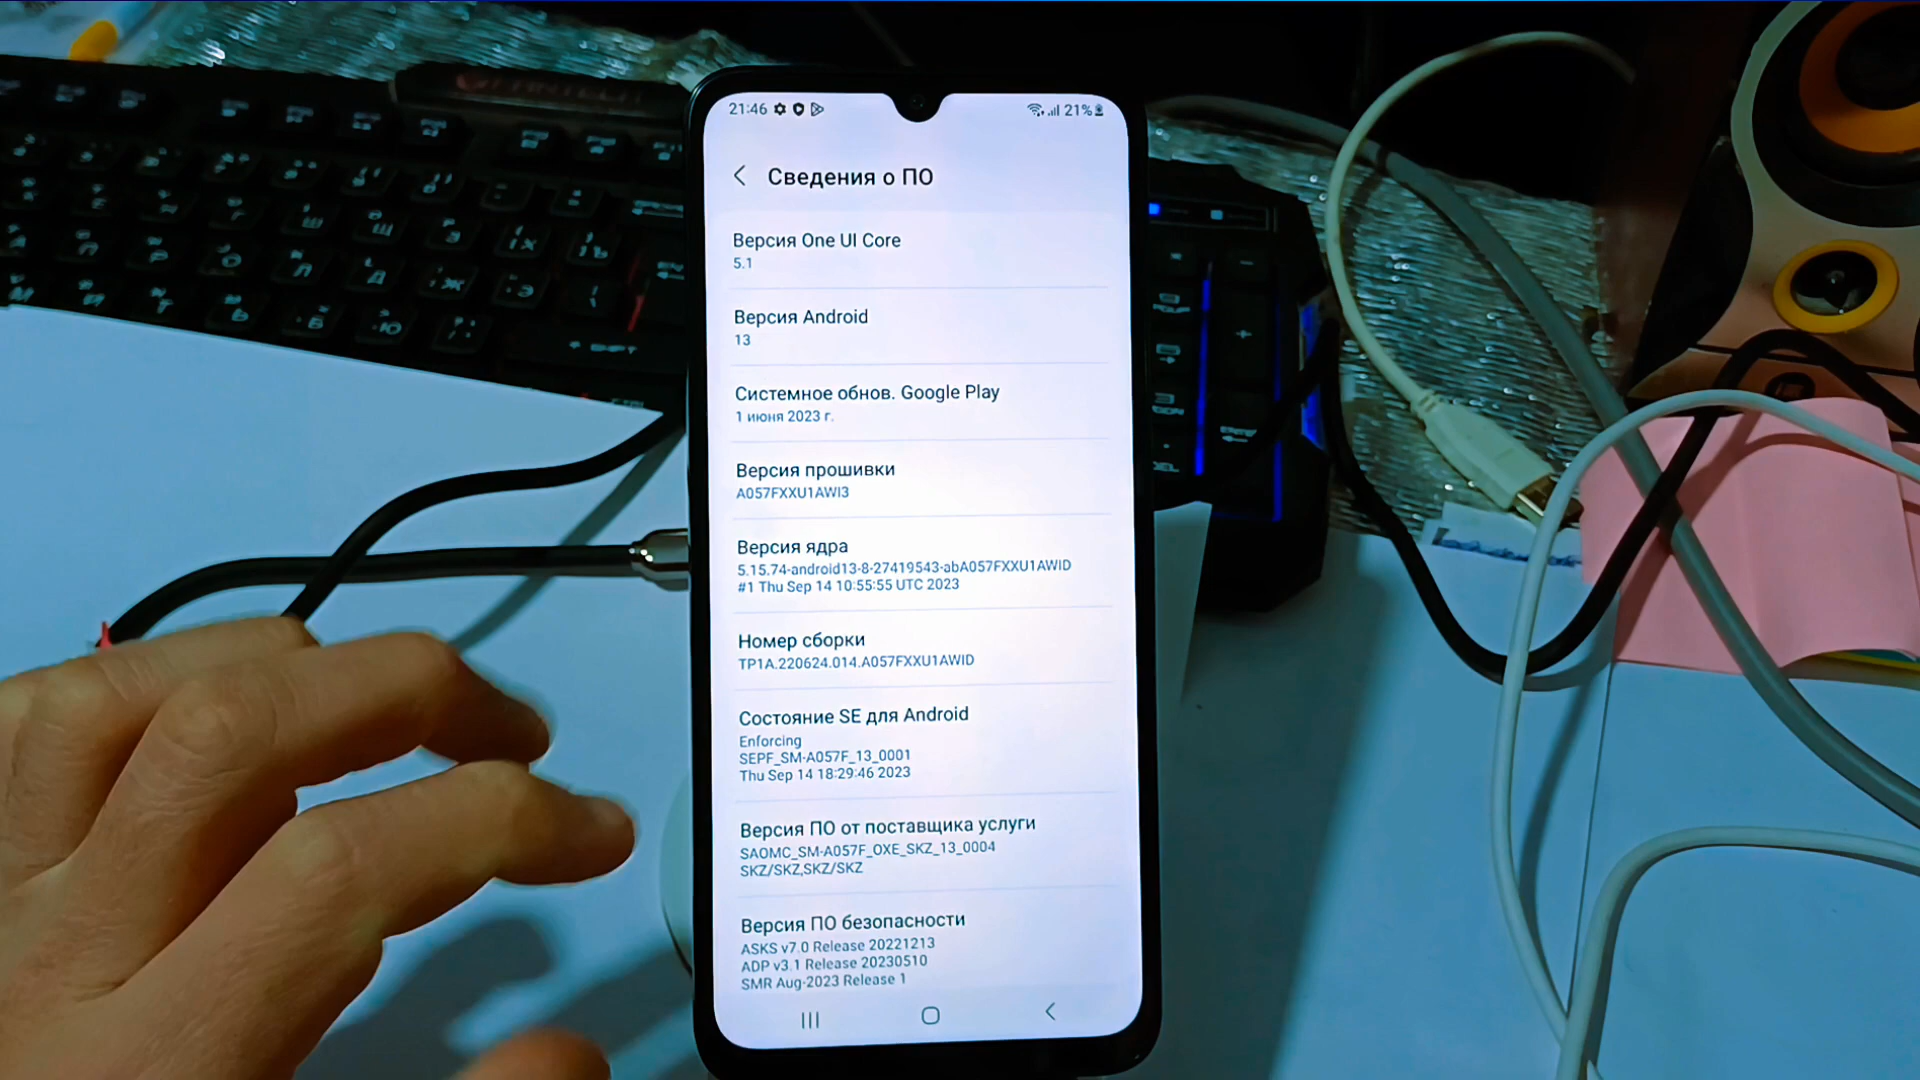 21:46
21%
Сведения о ПО
Версия One UI Core
5.1
Версия Android
13
Системное обнов. Google Play
1 июня 2023 г.
Версия прошивки
A057FXXU1AWI3
Версия ядра
5.15.74-android13-8-27419543-abA057FXXU1AWID
#1 Thu Sep 14 10:55:55 UTC 2023
Номер сборки
TP1A.220624.014.A057FXXU1AWID
Состояние SE для Android
Enforcing
SEPF_SM-A057F_13_0001
Thu Sep 14 18:29:46 2023
Версия ПО от поставщика услуги
SAOMC_SM-A057F_OXE_SKZ_13_0004
SKZ/SKZ,SKZ/SKZ
Версия ПО безопасности
ASKS v7.0 Release 20221213
ADP v3.1 Release 20230510
SMR Aug-2023 Release 1